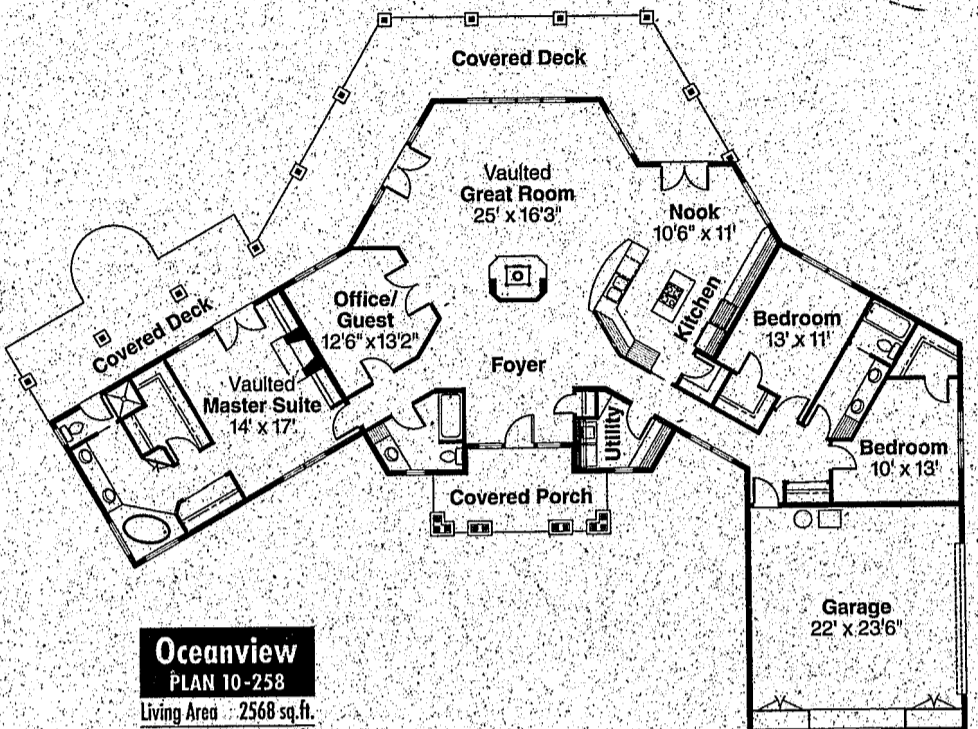 Covered Deck
Vaulted
Great Room
25' x 16'3"
Nook
10'6" x 11'
Kitchen
Covered Deck
Office/
Guest
12'6" x 13'2"
Bedroom
13' x 11'
Foyer
Vaulted
Master Suite
14' x 17'
Utility
Bedroom
10' x 13'
Covered Porch
Garage
22' x 23'6"
Oceanview
PLAN 10-258
Living Area 2568 sq.ft.